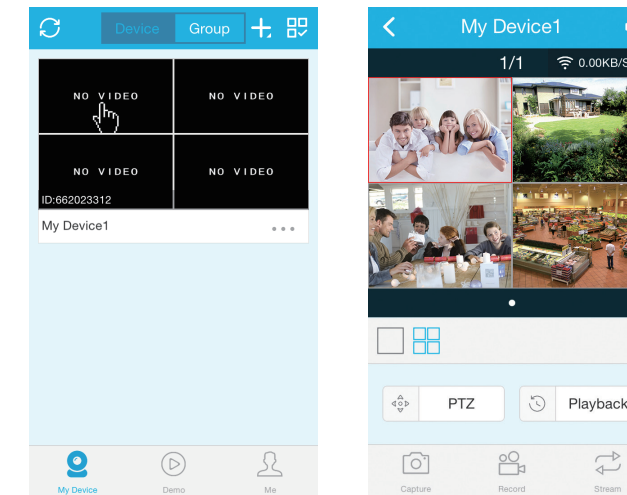 Device Group
NO VIDEO NO VIDEO
NO VIDEO NO VIDEO
ID:662023312
My Device1
My Device Demo Me
My Device1
1/1 0.00KB/S
PTZ Playback
Capture Record Stream